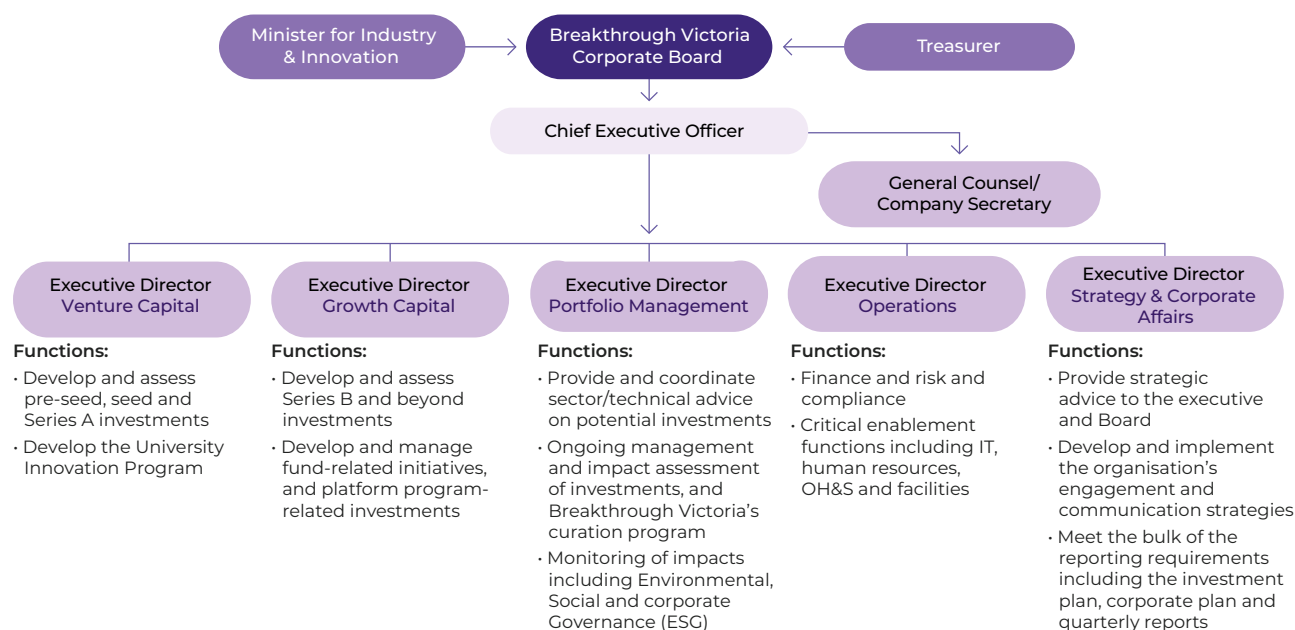 Minister for Industry
& Innovation
Breakthrough Victoria
Corporate Board
Treasurer
Chief Executive Officer
General Counsel/
Company Secretary
Executive Director
Venture Capital
Functions:
· Develop and assess
pre-seed, seed and
Series A investments
· Develop the University
Innovation Program
Executive Director
Growth Capital
Functions:
· Develop and assess
Series B and beyond
investments
· Develop and manage
fund-related initiatives,
and platform program-
related investments
Executive Director
Portfolio Management
Functions:
· Provide and coordinate
sector/technical advice
on potential investments
· Ongoing management
and impact assessment
of investments, and
Breakthrough Victoria’s
curation program
· Monitoring of impacts
including Environmental,
Social and corporate
Governance (ESG)
Executive Director
Operations
Functions:
· Finance and risk and
compliance
· Critical enablement
functions including IT,
human resources,
OH&S and facilities
Executive Director
Strategy & Corporate
Affairs
Functions:
· Provide strategic
advice to the executive
and Board
· Develop and implement
the organisation’s
engagement and
communication strategies
· Meet the bulk of the
reporting requirements
including the investment
plan, corporate plan and
quarterly reports